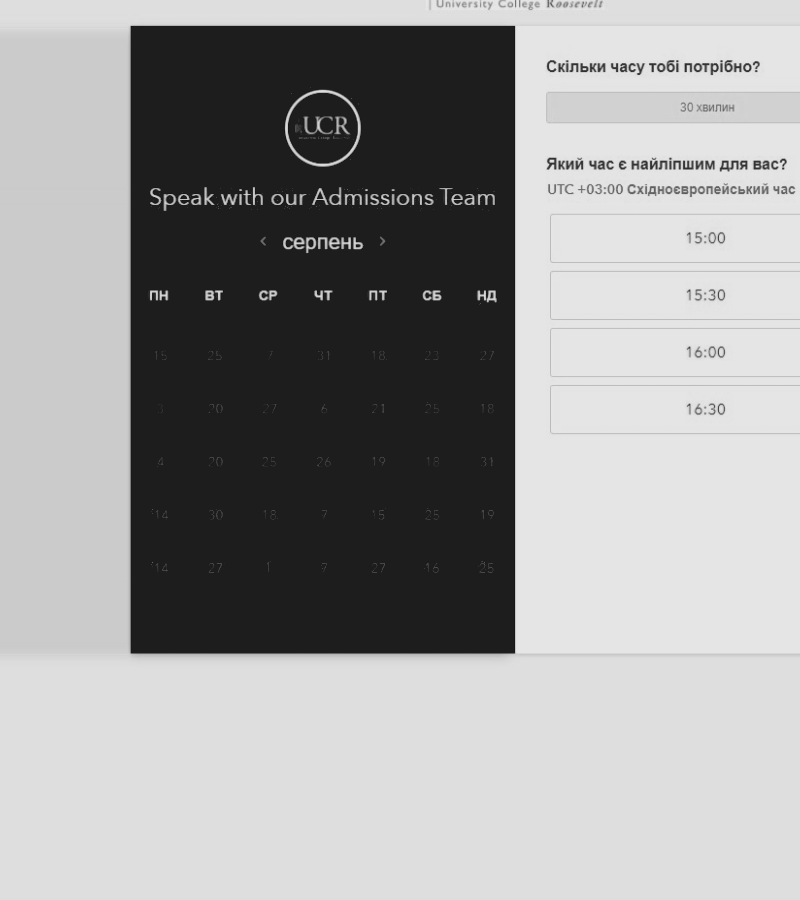 | University College Roosevelt
UCR
Speak with our Admissions Team
‹ серпень ›
ПН ВТ СР ЧТ ПТ СБ НД
15 25 7 31 18 23 27
3 20 27 6 21 25 18
4 20 25 26 19 18 31
14 30 18 7 15 25 19
14 27 1 7 27 16 25
Скільки часу тобі потрібно?
30 хвилин
Який час є найліпшим для вас?
UTC +03:00 Східноєвропейський час
15:00
15:30
16:00
16:30